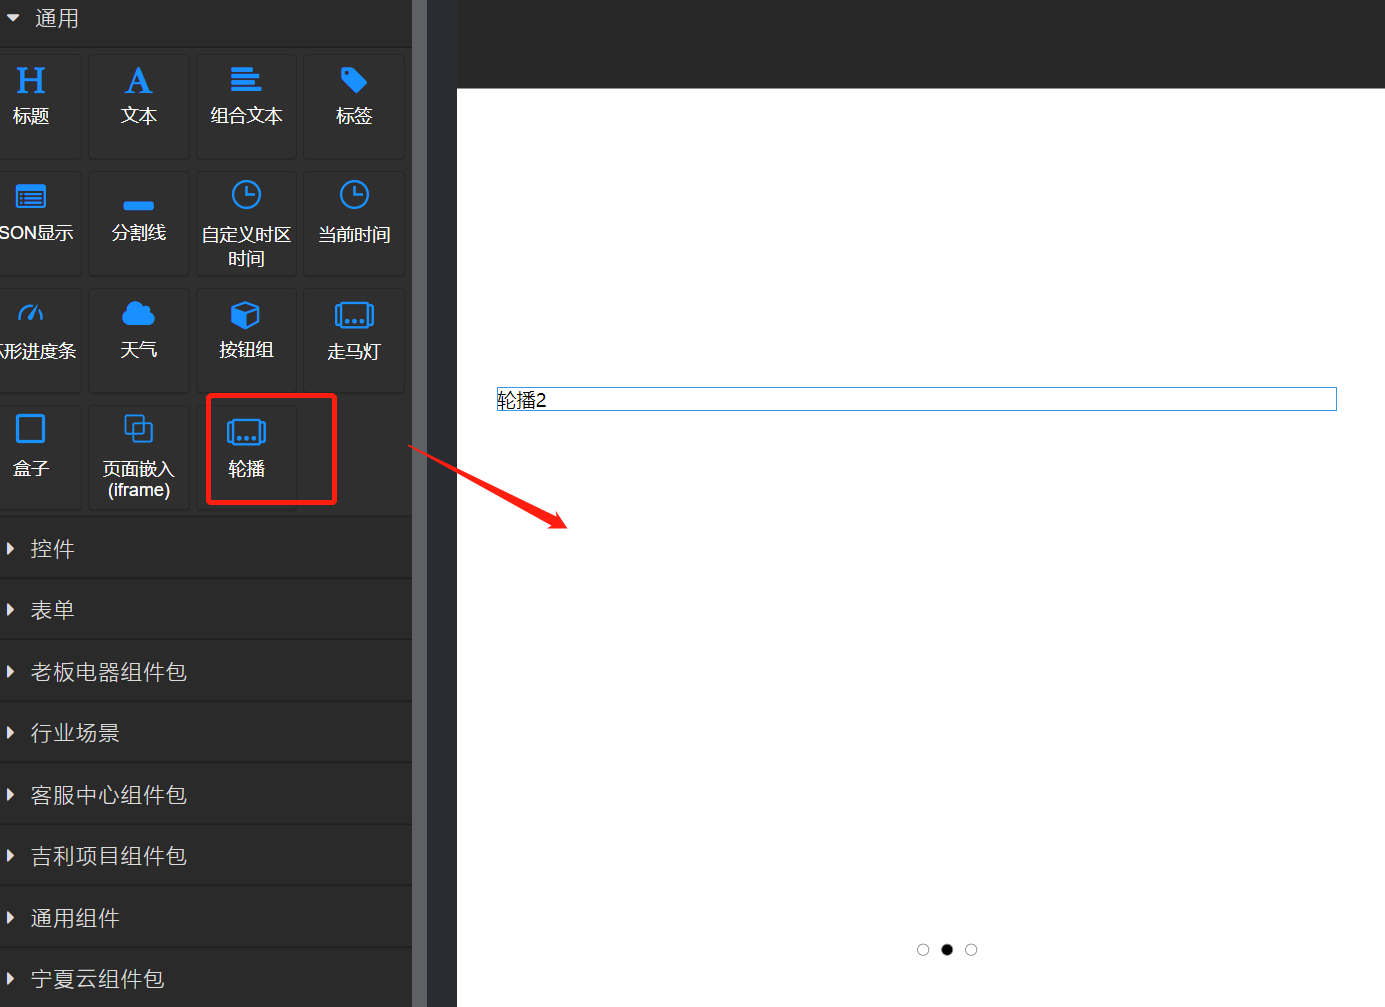 通用
标题
文本
组合文本
标签
SON显示
分割线
自定义时区
时间
当前时间
形进度条
天气
按钮组
走马灯
盒子
页面嵌入
(iframe)
轮播
控件
表单
老板电器组件包
行业场景
客服中心组件包
吉利项目组件包
通用组件
宁夏云组件包
轮播2